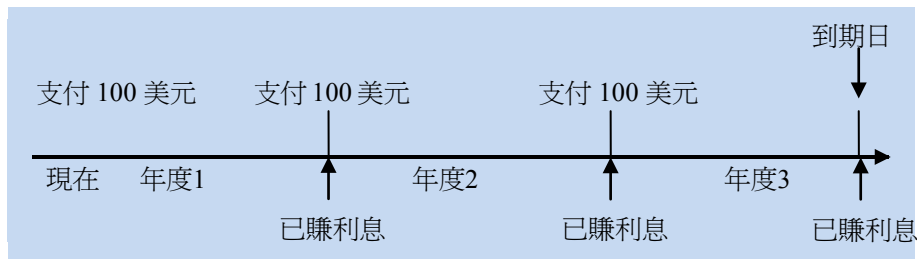 到期日
支付 100 美元 支付 100 美元 支付 100 美元
現在 年度1 年度2 年度3
已賺利息 已賺利息 已賺利息